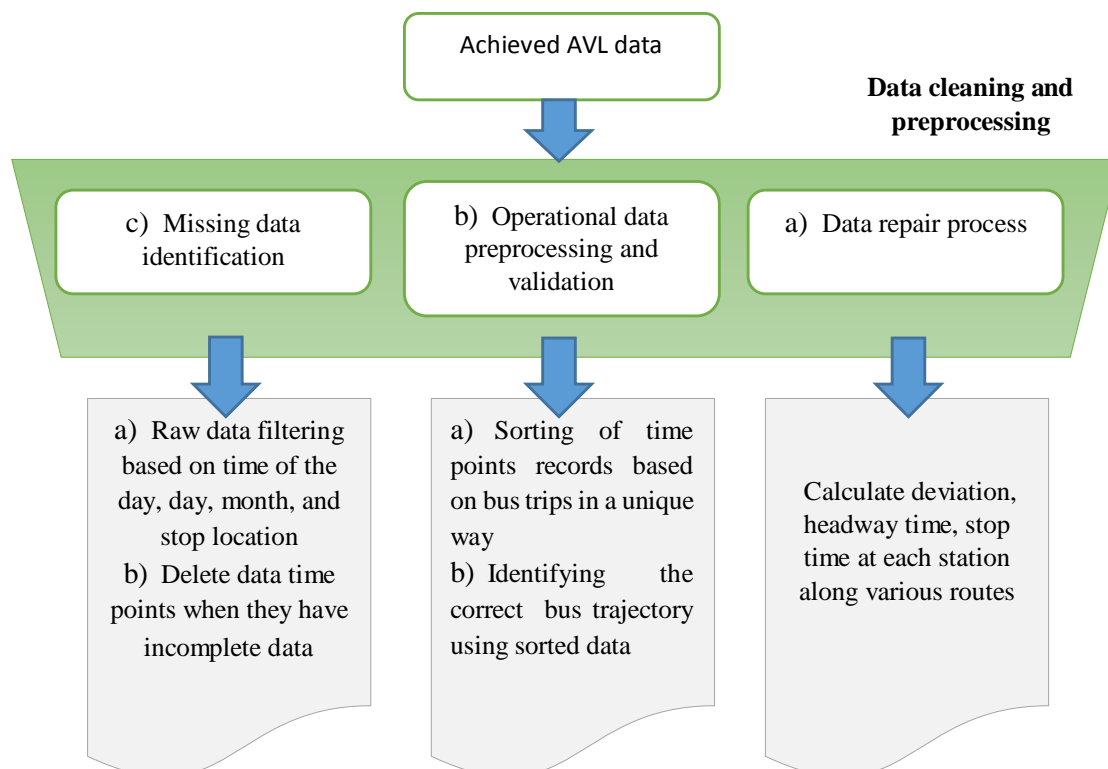 Achieved AVL data
Data cleaning and
preprocessing
c) Missing data
identification
b) Operational data
preprocessing and
validation
a) Data repair process
a) Raw data filtering
based on time of the
day, day, month, and
stop location
b) Delete data time
points when they have
incomplete data
a) Sorting of time
points records based
on bus trips in a unique
way
b) Identifying the
correct bus trajectory
using sorted data
Calculate deviation,
headway time, stop
time at each station
along various routes